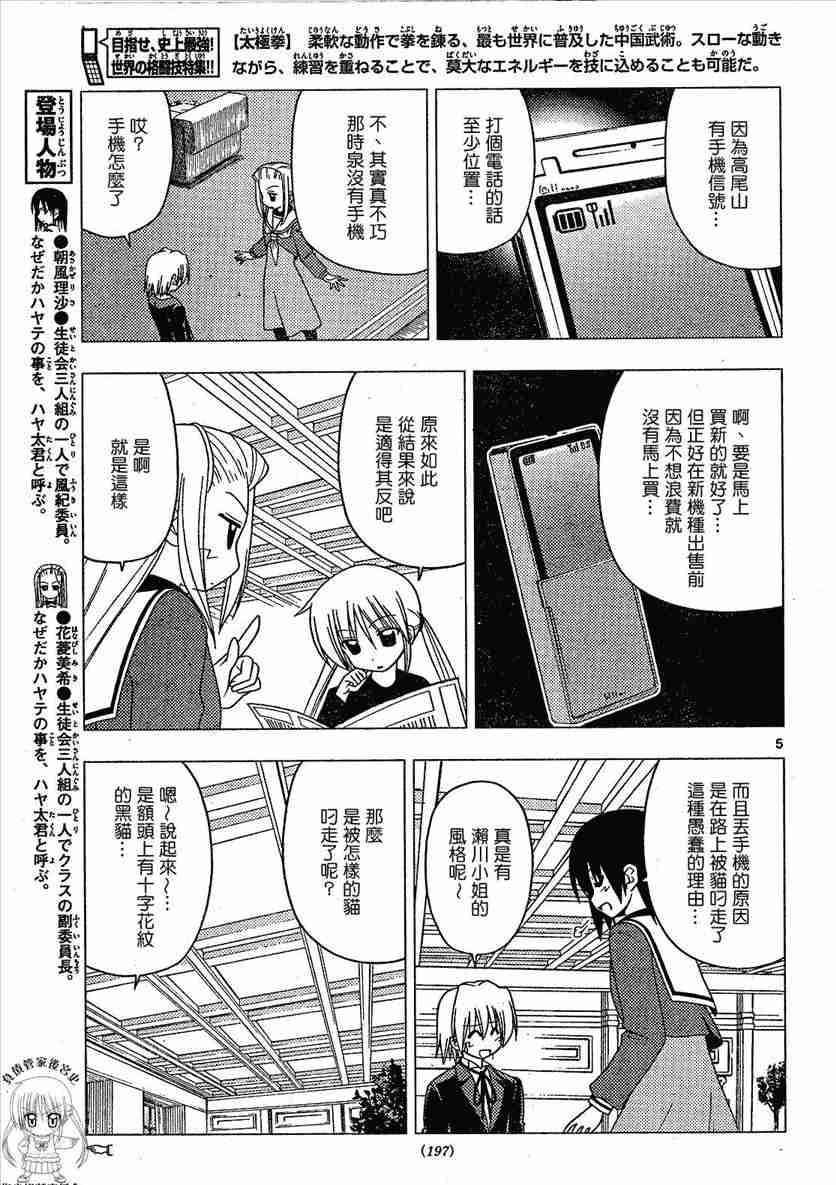 目指せ、史上最強!
世界の格闘技特集!!
【太極拳】 柔軟な動作で拳を錬る、最も世界に普及した中国武術。スローな動き
ながら、練習を重ねることで、莫大なエネルギーを技に込めることも可能だ。
因為高尾山
有手機信號…
打個電話的話
至少位置…
不、其實真不巧
那時泉沒有手機
哎?
手機怎麼了
啊、要是馬上
買新的就好了…
但正好在新機種出售前
因為不想浪費就
沒有馬上買…
原來如此
從結果來說
是適得其反吧
是啊
就是這樣
5
而且丟手機的原因
是在路上被貓叼走了
這種愚蠢的理由…
真是有
瀨川小姐的
風格呢~
那麼
是被怎樣的貓
叼走了呢?
嗯~說起來~…
是額頭上有十字花紋
的黑貓…
登場人物
●朝風理沙●生徒会三人組の一人で風紀委員。
なぜだかハヤテの事を、ハヤ太君と呼ぶ。
●花菱美希●生徒会三人組の一人でクラスの副委員長。
なぜだかハヤテの事を、ハヤ太君と呼ぶ。
負債管家後宮史
(197)